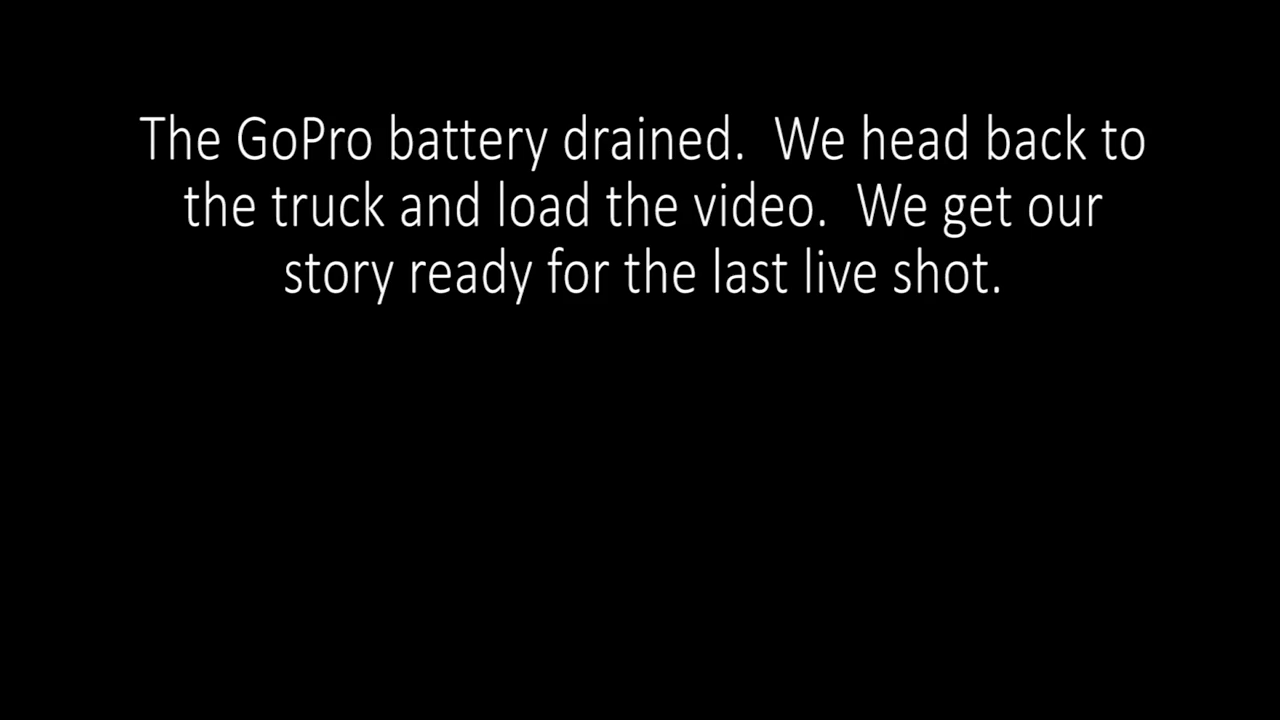 The GoPro battery drained.  We head back to
the truck and load the video.  We get our
story ready for the last live shot.